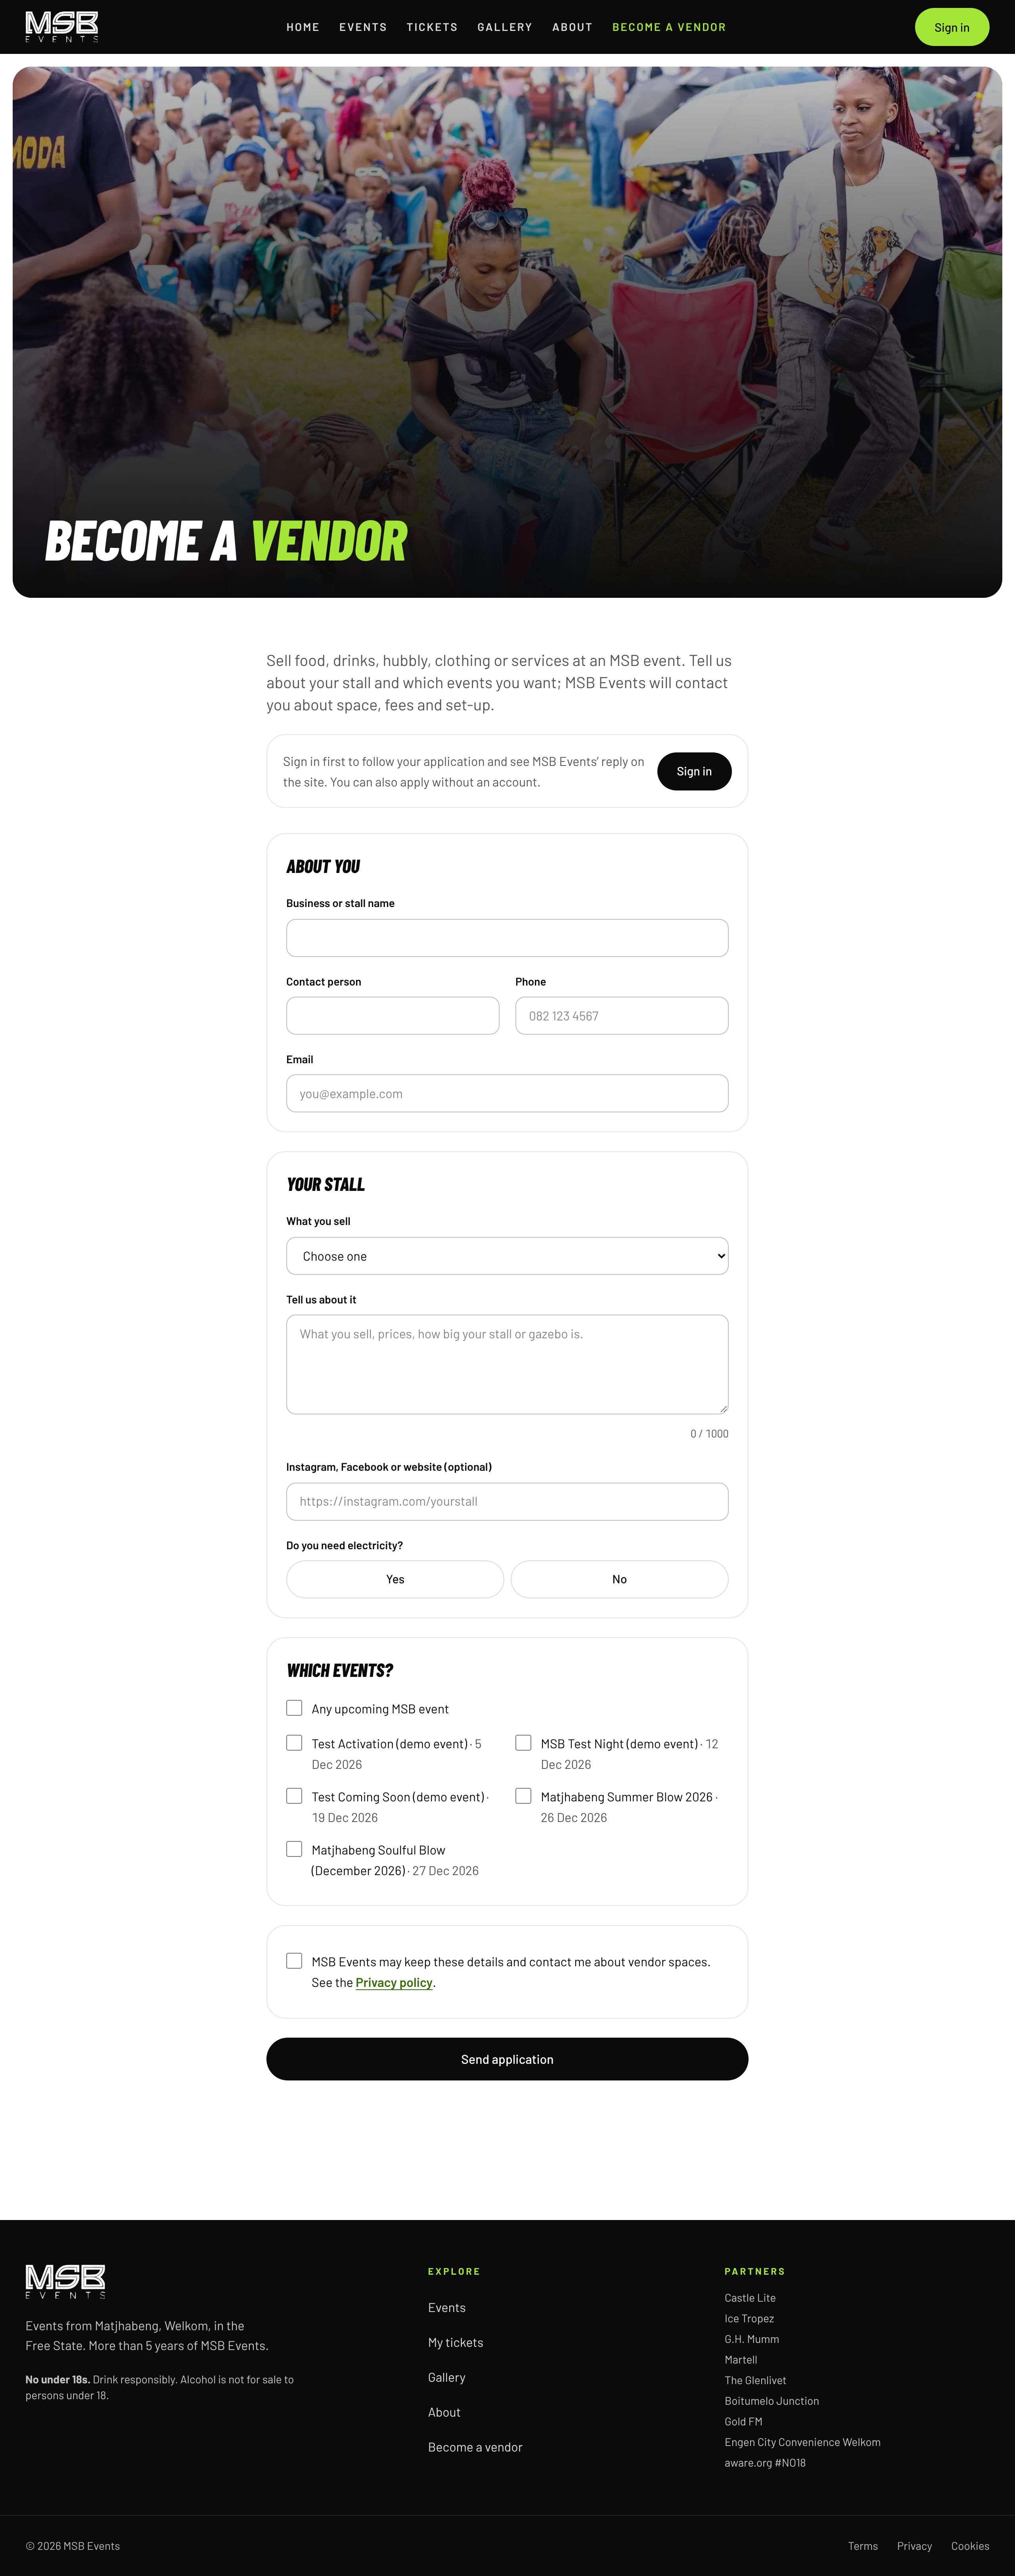 MSB
EVENTS
HOME EVENTS TICKETS GALLERY ABOUT BECOME A VENDOR
Sign in
MODA
BECOME A VENDOR
Sell food, drinks, hubbly, clothing or services at an MSB event. Tell us
about your stall and which events you want; MSB Events will contact
you about space, fees and set-up.
Sign in first to follow your application and see MSB Events’ reply on
the site. You can also apply without an account.
Sign in
ABOUT YOU
Business or stall name
Contact person
Phone
082 123 4567
Email
you@example.com
YOUR STALL
What you sell
Choose one
Tell us about it
What you sell, prices, how big your stall or gazebo is.
0 / 1000
Instagram, Facebook or website (optional)
https://instagram.com/yourstall
Do you need electricity?
Yes
No
WHICH EVENTS?
Any upcoming MSB event
Test Activation (demo event) · 5
Dec 2026
MSB Test Night (demo event) · 12
Dec 2026
Test Coming Soon (demo event) ·
19 Dec 2026
Matjhabeng Summer Blow 2026 ·
26 Dec 2026
Matjhabeng Soulful Blow
(December 2026) · 27 Dec 2026
MSB Events may keep these details and contact me about vendor spaces.
See the Privacy policy.
Send application
MSB
EVENTS
Events from Matjhabeng, Welkom, in the
Free State. More than 5 years of MSB Events.
No under 18s. Drink responsibly. Alcohol is not for sale to
persons under 18.
EXPLORE
Events
My tickets
Gallery
About
Become a vendor
PARTNERS
Castle Lite
Ice Tropez
G.H. Mumm
Martell
The Glenlivet
Boitumelo Junction
Gold FM
Engen City Convenience Welkom
aware.org #NO18
© 2026 MSB Events
Terms Privacy Cookies